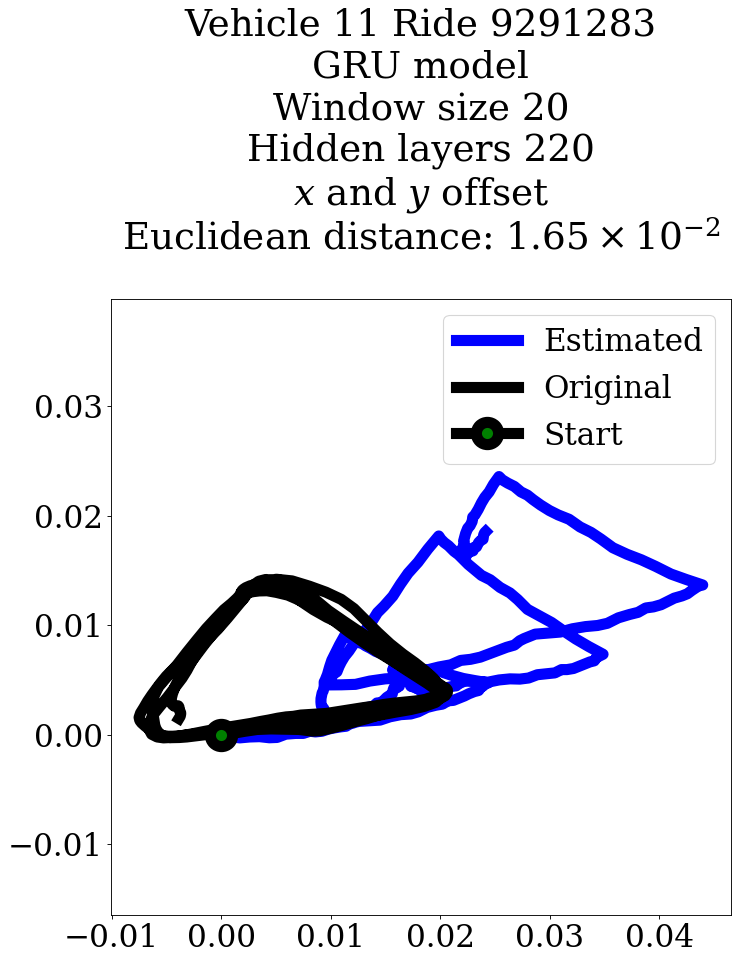 Vehicle 11 Ride 9291283
GRU model
Window size 20
Hidden layers 220
x and y offset
Euclidean distance: 1.65 × 10⁻²
Estimated
Original
Start
0.03
0.02
0.01
0.00
−0.01
−0.01 0.00 0.01 0.02 0.03 0.04